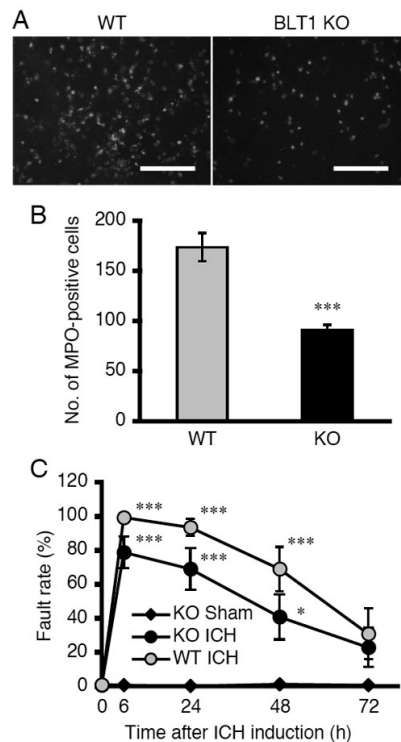 A
WT
BLT1 KO
B
No. of MPO-positive cells
200
150
100
50
0
***
WT
KO
C
Fault rate (%)
120
100
80
60
40
20
0
***
***
***
***
***
*
KO Sham
KO ICH
WT ICH
0 6 24 48 72
Time after ICH induction (h)